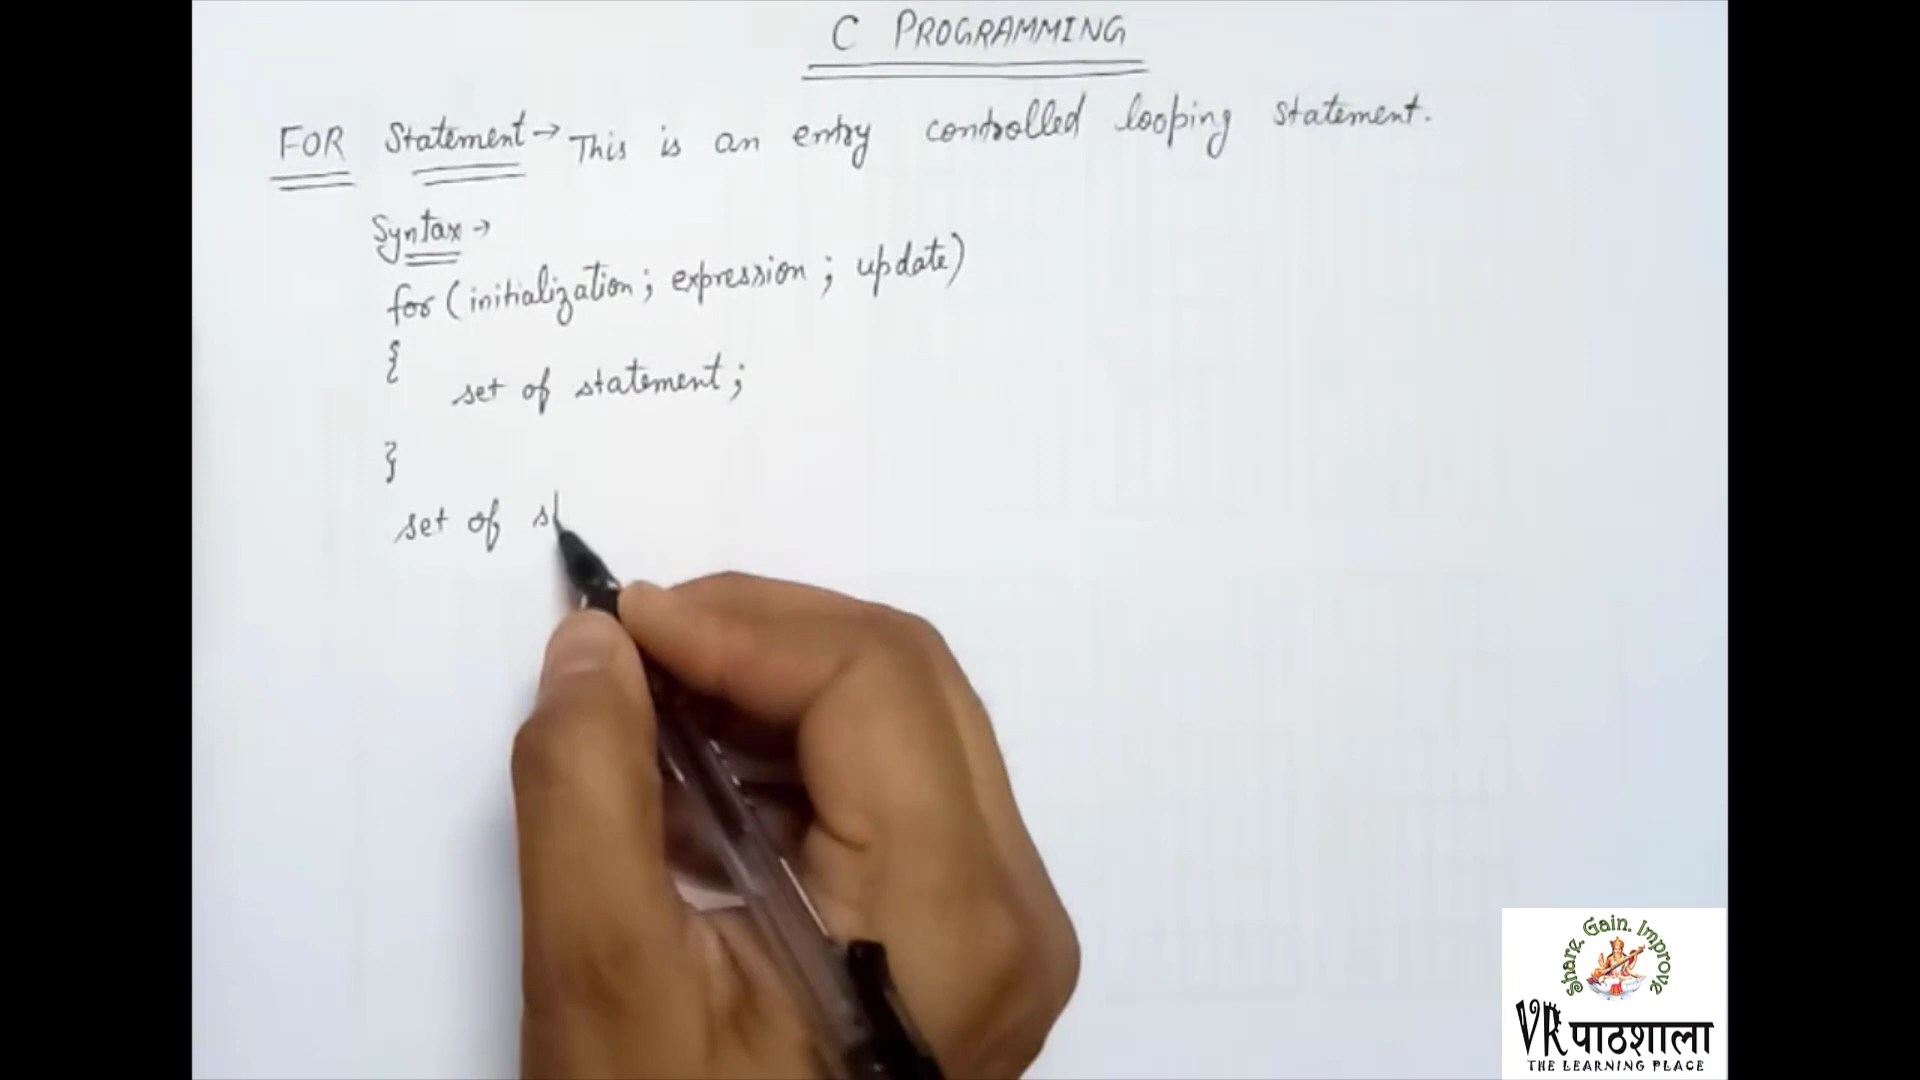 C PROGRAMMING
FOR Statement → This is an entry controlled looping statement.
Syntax →
for (initialization; expression; update)
{
set of statement;
}
set of st
Share. Gain. Improve
VR पाठशाला
THE LEARNING PLACE